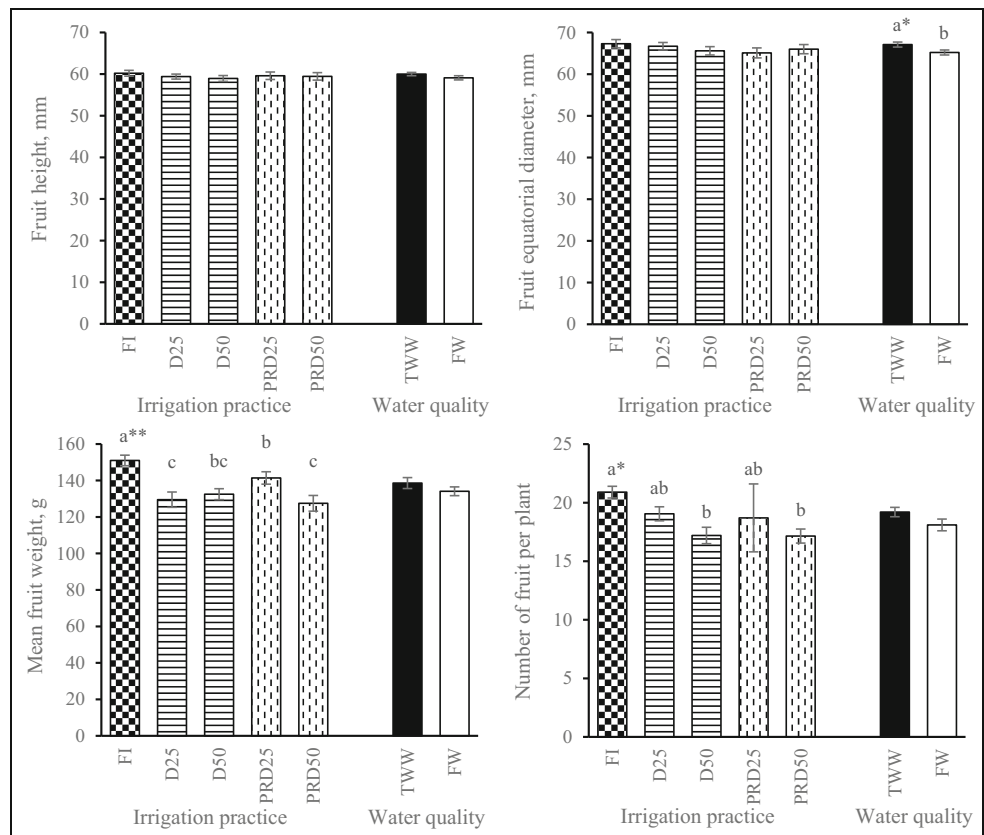 70
60
50
40
30
20
10
0
Fruit height, mm
FI
D25
D50
PRD25
PRD50
TWW
FW
Irrigation practice
Water quality
70
60
50
40
30
20
10
0
Fruit equatorial diameter, mm
a*
b
FI
D25
D50
PRD25
PRD50
TWW
FW
Irrigation practice
Water quality
160
140
120
100
80
60
40
20
0
Mean fruit weight, g
a**
c
bc
b
c
FI
D25
D50
PRD25
PRD50
TWW
FW
Irrigation practice
Water quality
25
20
15
10
5
0
Number of fruit per plant
a*
ab
b
ab
b
FI
D25
D50
PRD25
PRD50
TWW
FW
Irrigation practice
Water quality